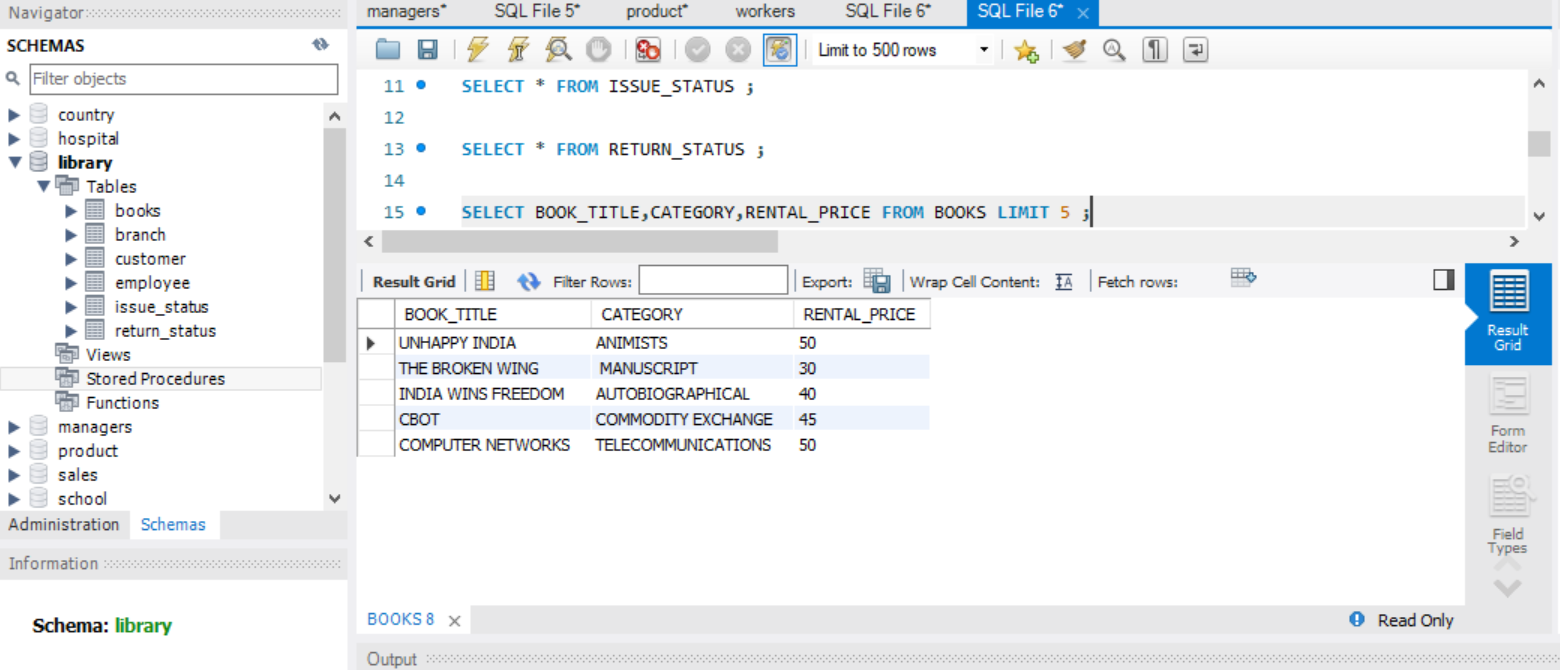 Navigator
SCHEMAS
Filter objects
country
hospital
library
Tables
books
branch
customer
employee
issue_status
return_status
Views
Stored Procedures
Functions
managers
product
sales
school
Administration Schemas
Information
Schema: library
managers* SQL File 5* product* workers SQL File 6* SQL File 6*
Limit to 500 rows
11 SELECT * FROM ISSUE_STATUS ;
12
13 SELECT * FROM RETURN_STATUS ;
14
15 SELECT BOOK_TITLE,CATEGORY,RENTAL_PRICE FROM BOOKS LIMIT 5 ;
Result Grid Filter Rows: Export: Wrap Cell Content: Fetch rows:
BOOK_TITLE CATEGORY RENTAL_PRICE
UNHAPPY INDIA ANIMISTS 50
THE BROKEN WING MANUSCRIPT 30
INDIA WINS FREEDOM AUTOBIOGRAPHICAL 40
CBOT COMMODITY EXCHANGE 45
COMPUTER NETWORKS TELECOMMUNICATIONS 50
Result
Grid
Form
Editor
Field
Types
BOOKS 8 Read Only
Output